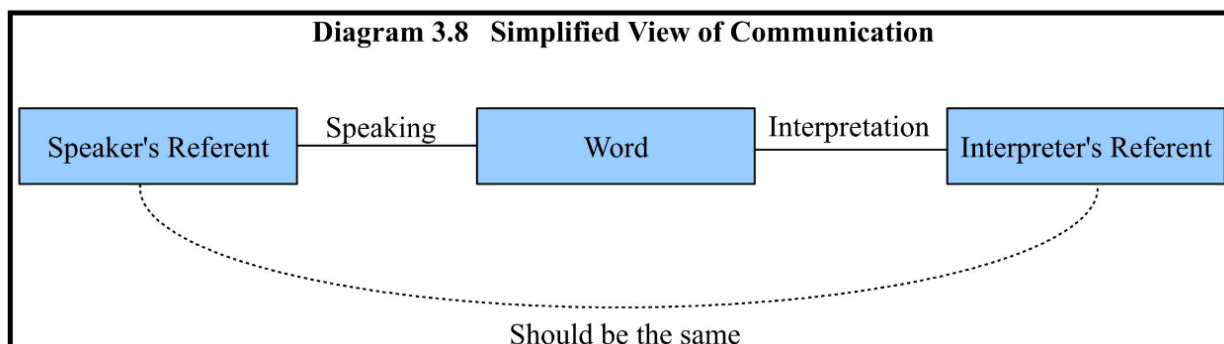 Diagram 3.8 Simplified View of Communication
Speaker's Referent
Speaking
Word
Interpretation
Interpreter's Referent
Should be the same